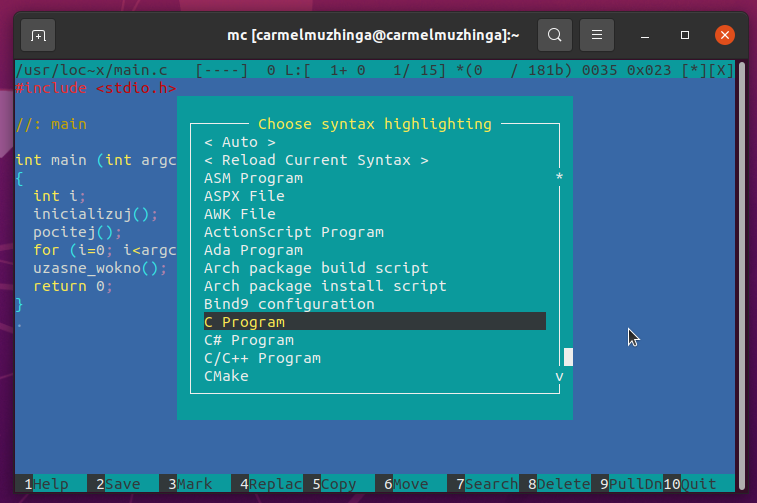 mc [carmelmuzhinga@carmelmuzhinga]:~
/usr/loc~x/main.c   [----]  0 L:[  1+ 0   1/ 15] *(0   / 181b) 0035 0x023 [*][X]
#include <stdio.h>
Choose syntax highlighting
//: main
< Auto >
< Reload Current Syntax >
int main (int argc
ASM Program
*
{
ASPX File
int i;
AWK File
inicializuj();
ActionScript Program
pocitej();
Ada Program
for (i=0; i<argc
Arch package build script
uzasne_wokno();
Arch package install script
return 0;
Bind9 configuration
}
C Program
.
C# Program
C/C++ Program
CMake
v
1Help  2Save  3Mark  4Replac 5Copy  6Move  7Search 8Delete 9PullDn 10Quit